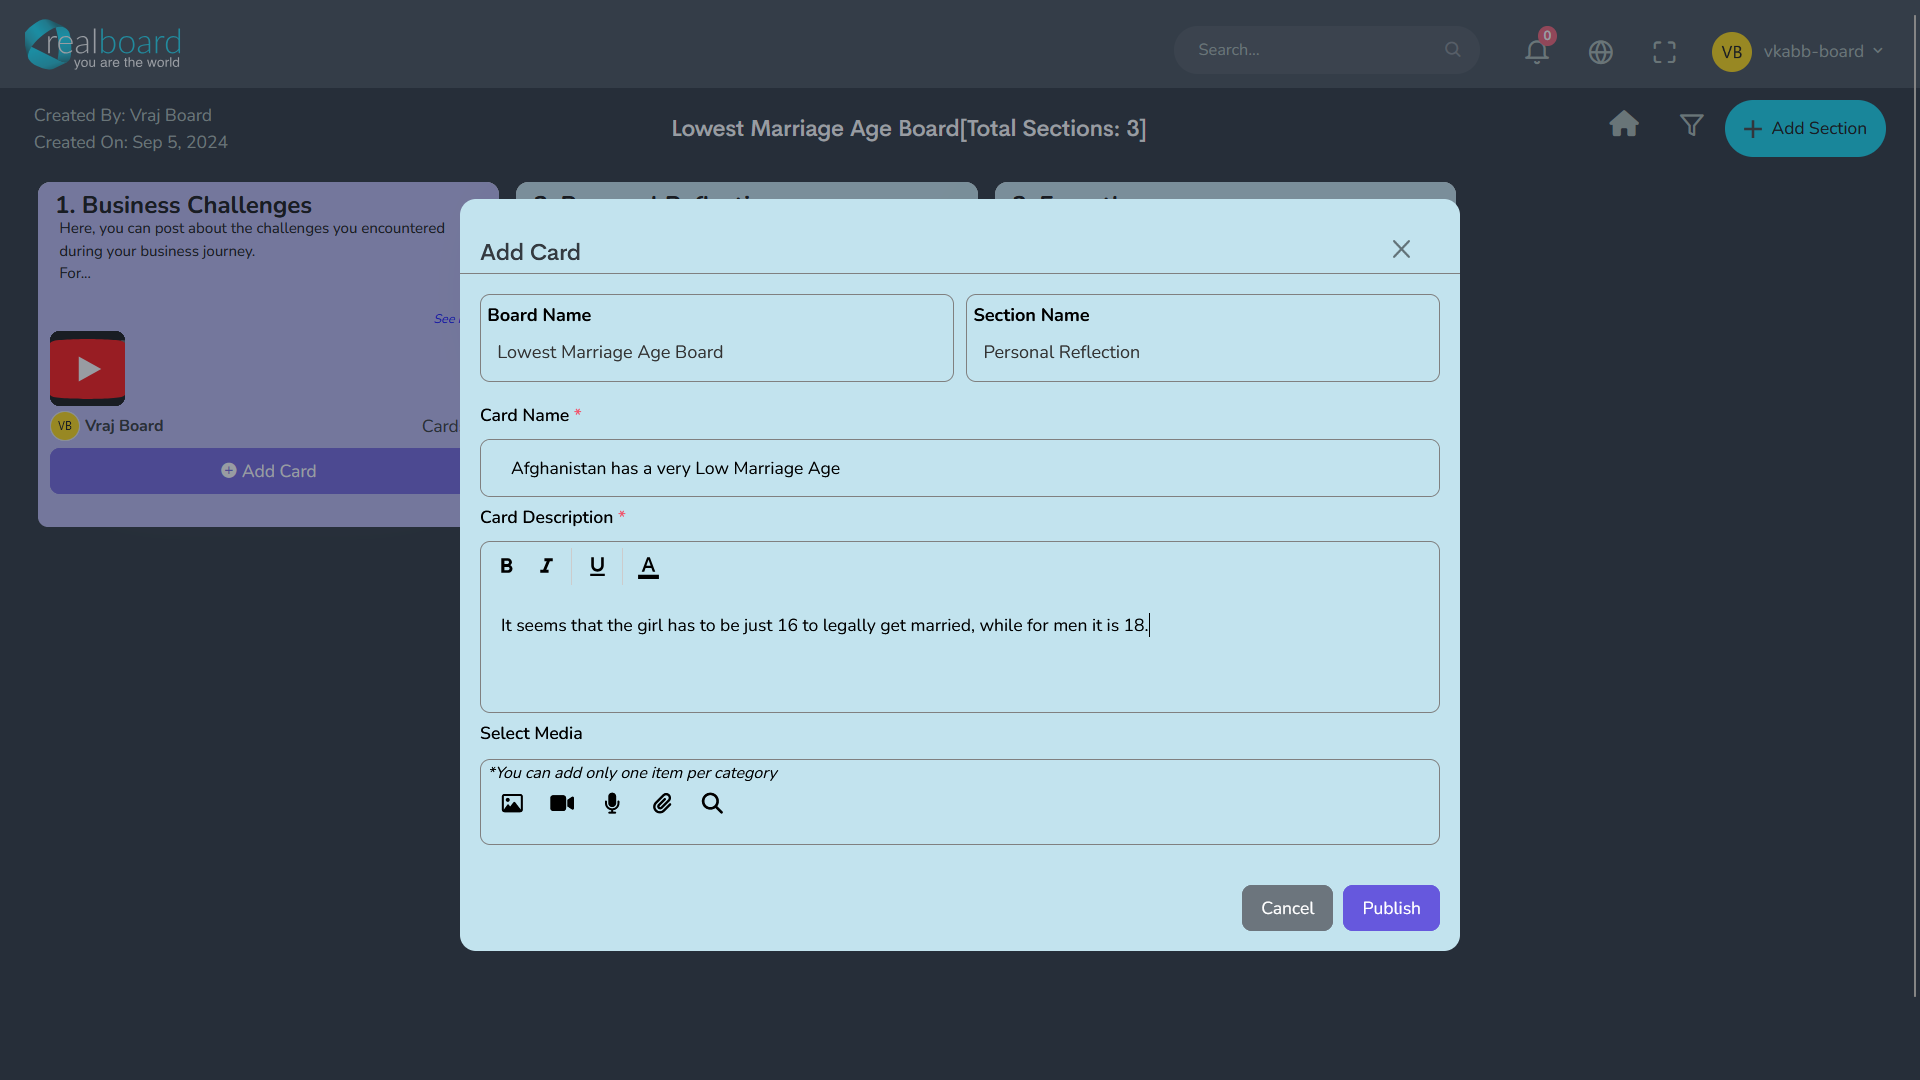 realboard
you are the world
Search...
0
VB
vkabb-board
Created By: Vraj Board
Created On: Sep 5, 2024
Lowest Marriage Age Board[Total Sections: 3]
Add Section
1. Business Challenges
Here, you can post about the challenges you encountered
during your business journey.
For...
See
VB
Vraj Board
Card
Add Card
Add Card
Board Name
Lowest Marriage Age Board
Section Name
Personal Reflection
Card Name *
Afghanistan has a very Low Marriage Age
Card Description *
B I U A
It seems that the girl has to be just 16 to legally get married, while for men it is 18.
Select Media
*You can add only one item per category
Cancel
Publish